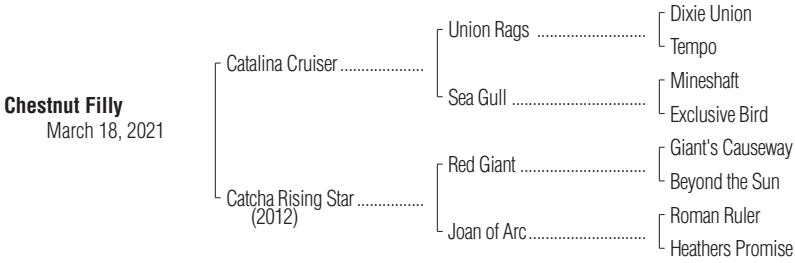 Dixie Union
Union Rags ..........................
Tempo
Catalina Cruiser ....................
Mineshaft
Sea Gull ................................
Exclusive Bird
Chestnut Filly
March 18, 2021
Giant's Causeway
Red Giant ..............................
Beyond the Sun
Catcha Rising Star ................
(2012)
Roman Ruler
Joan of Arc............................
Heathers Promise